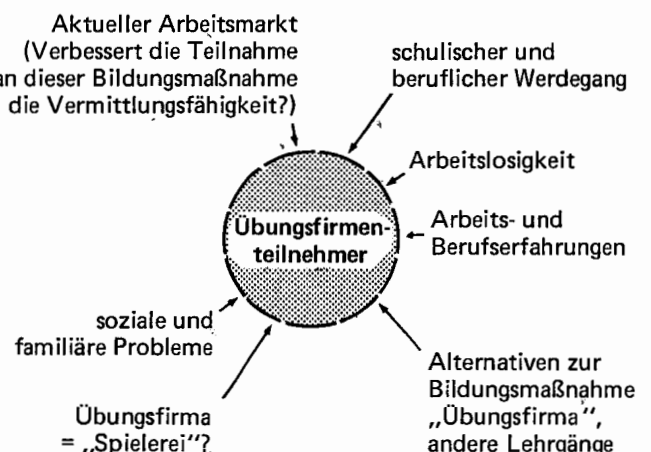 Aktueller Arbeitsmarkt
(Verbessert die Teilnahme
an dieser Bildungsmaßnahme
die Vermittlungsfähigkeit?)
schulischer und
beruflicher Werdegang
Arbeitslosigkeit
Arbeits- und
Berufserfahrungen
Übungsfirmen-
teilnehmer
soziale und
familiäre Probleme
Alternativen zur
Bildungsmaßnahme
„Übungsfirma“,
andere Lehrgänge
Übungsfirma
= „Spielerei“?